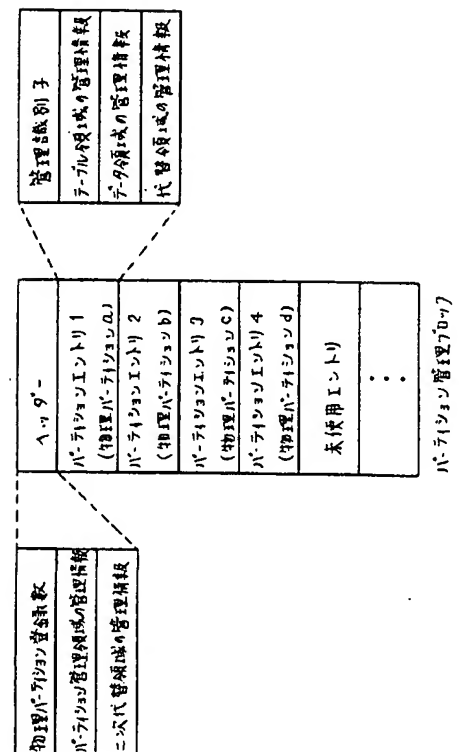 管理識別子
テーブル領域の管理情報
データ領域の管理情報
代替領域の管理情報
ヘッダー
パーティションエントリ1
(物理パーティションa)
パーティションエントリ2
(物理パーティションb)
パーティションエントリ3
(物理パーティションc)
パーティションエントリ4
(物理パーティションd)
未使用エントリ
・・・
パーティション管理ブロック
物理パーティション登録数
パーティション管理領域の管理情報
二次代替領域の管理情報